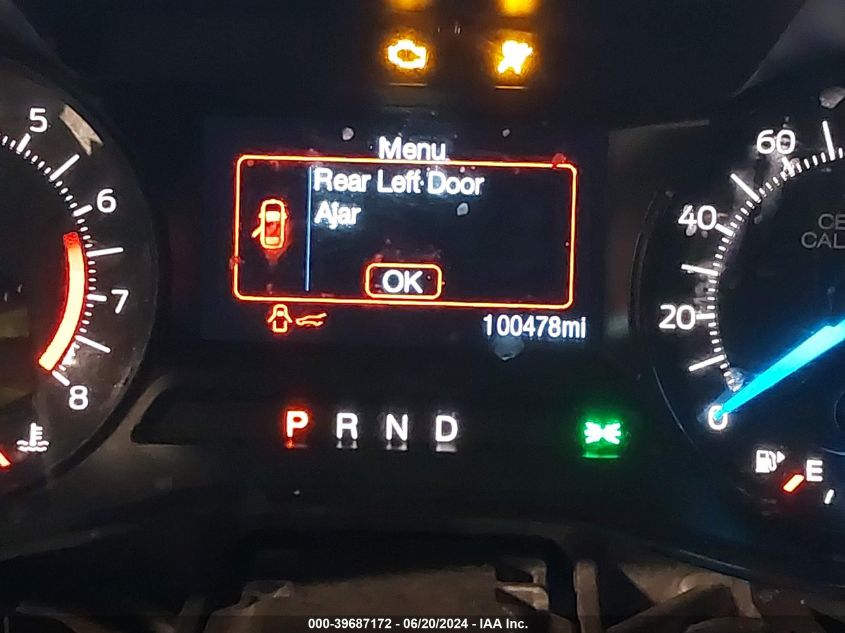 Menu
Rear Left Door
Ajar
OK
100478mi
5
6
7
8
60
40
20
0
P R N D
E
000-39687172 - 06/20/2024 - IAA Inc.